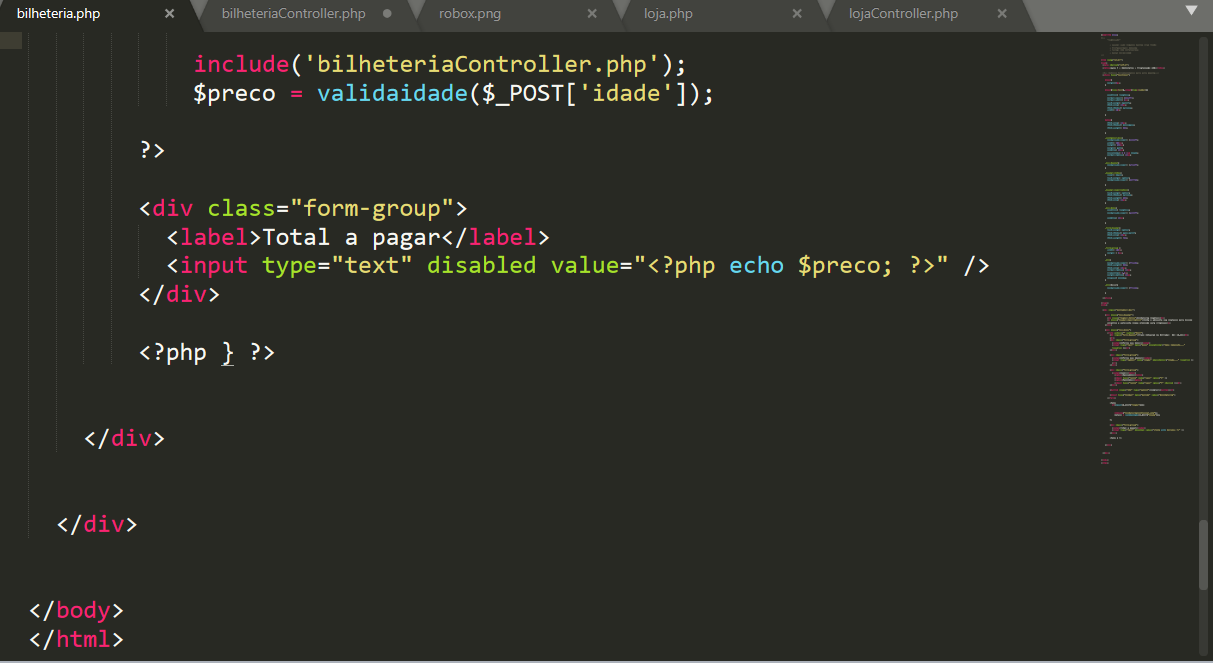 bilheteria.php × bilheteriaController.php robox.png × loja.php × lojaController.php ×
include('bilheteriaController.php');
$preco = validaidade($_POST['idade']);
?>
<div class="form-group">
<label>Total a pagar</label>
<input type="text" disabled value="<?php echo $preco; ?>" />
</div>
<?php } ?>
</div>
</div>
</body>
</html>